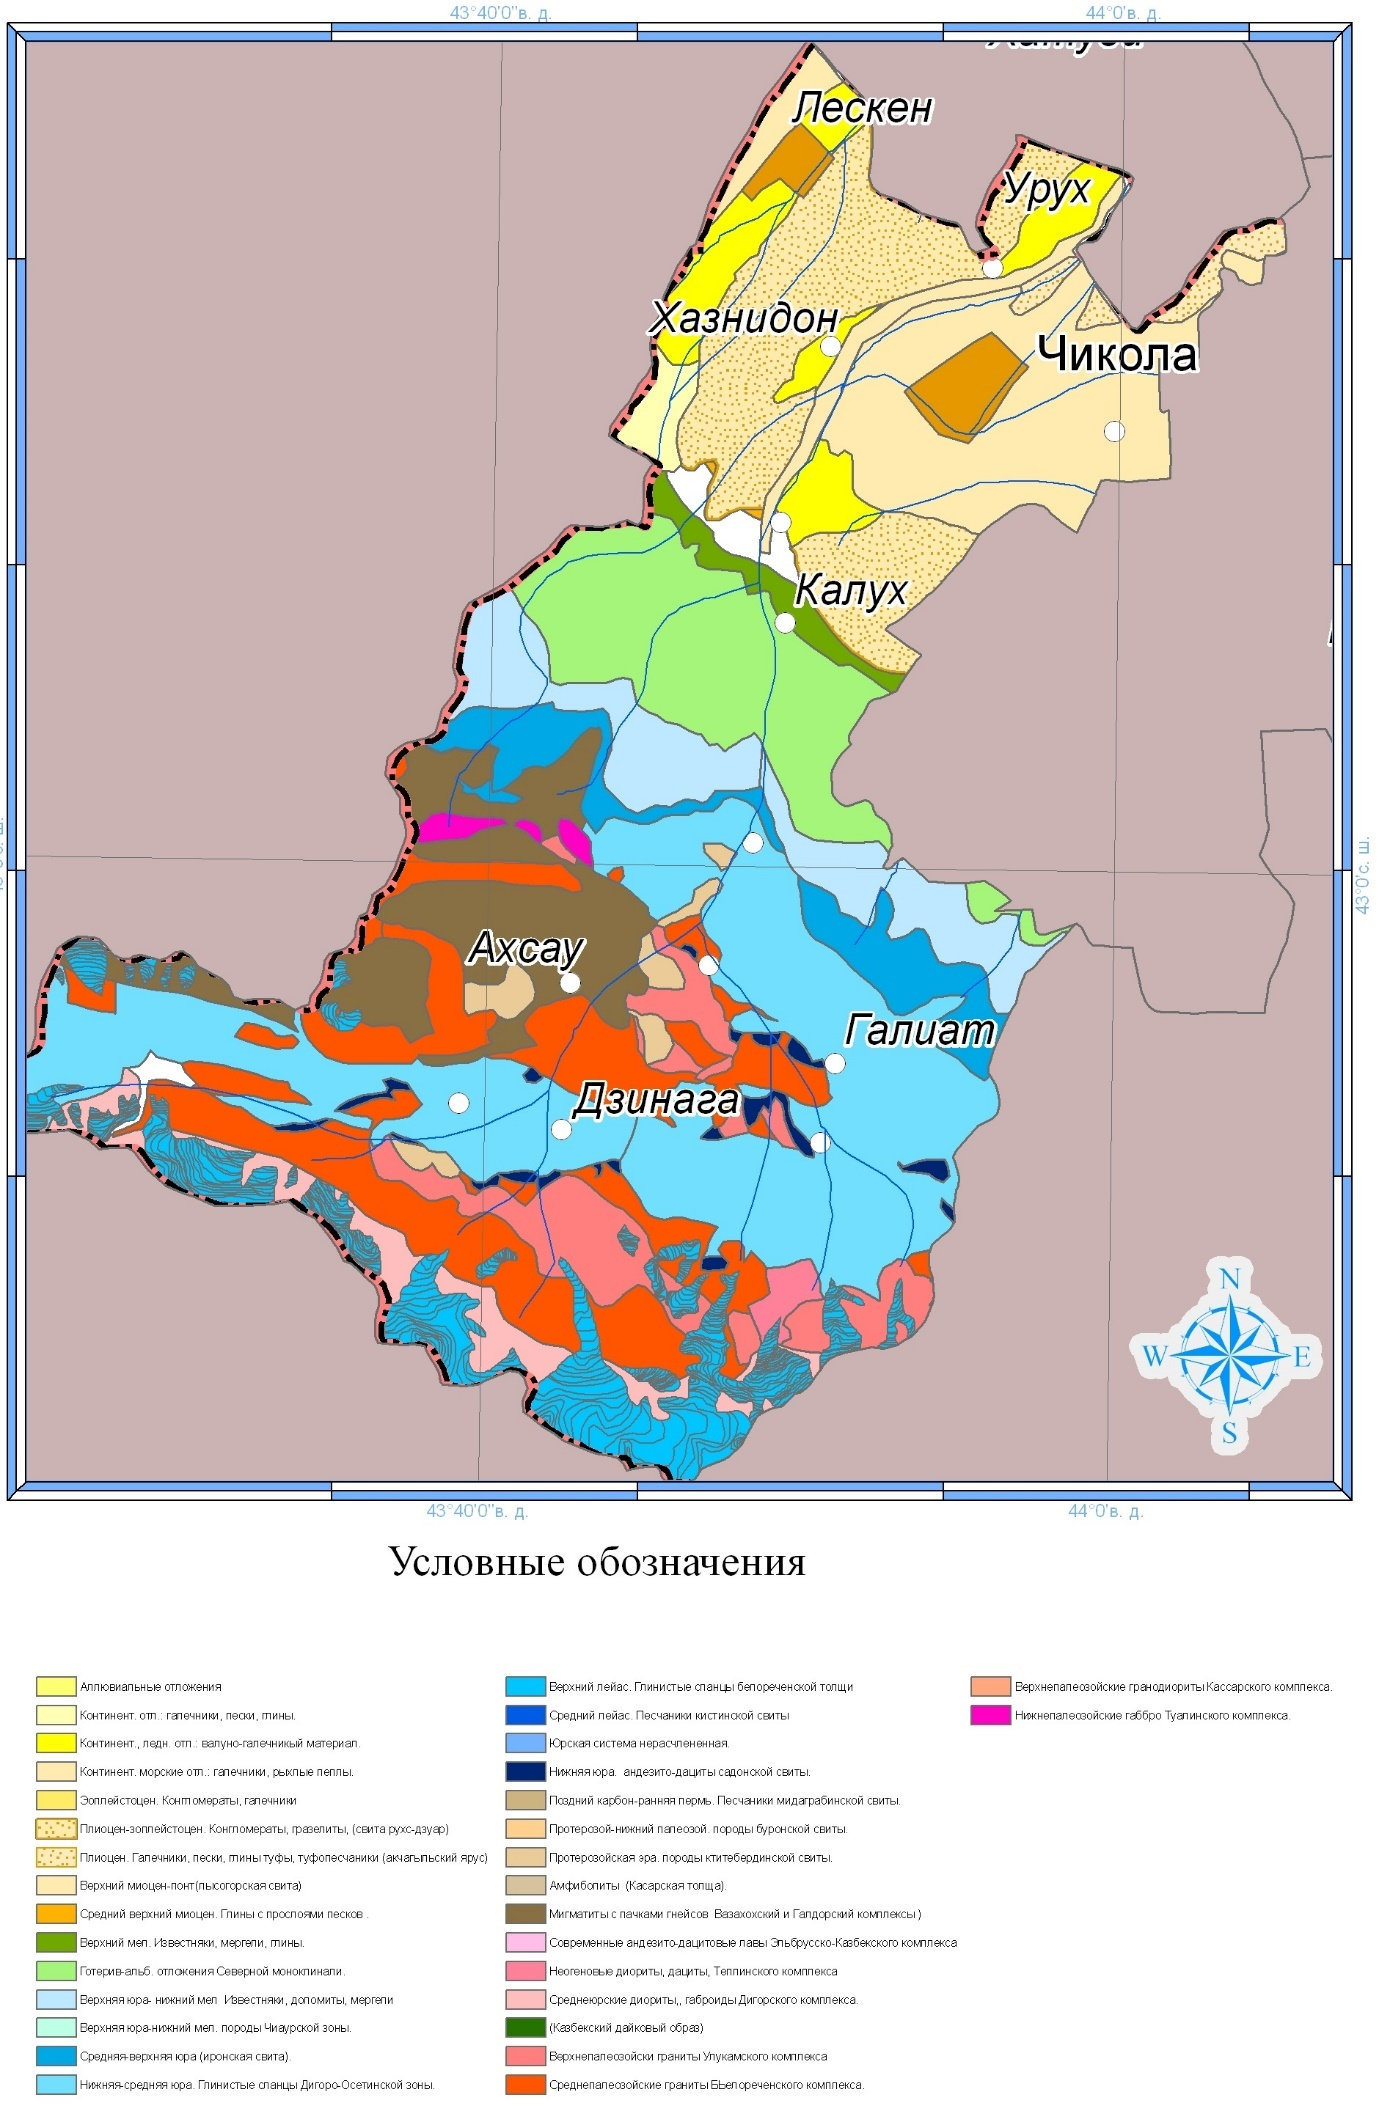 43°40'0"в. д.
44°0'в. д.
Лескен
Урух
Хазнидон
Чикола
Калух
Ахсау
Галиат
Дзинага
43°0'с. ш.
N
W
E
S
43°40'0"в. д.
44°0'в. д.
Условные обозначения
Аллювиальные отложения
Континент. отл.: галечники, пески, глины.
Континент., ледн. отл.: валуно-галечникый материал.
Континент. морские отл.: галечники, рыхлые пеплы.
Эоплейстоцен. Конгломераты, галечники
Плиоцен-эоплейстоцен. Конгломераты, гразелиты, (свита рухс-дзуар)
Плиоцен. Галечники, пески, глины туфы, туфопесчаники (акчагыльский ярус)
Верхний миоцен-понт(лысогорская свита)
Средний верхний миоцен. Глины с прослоями песков .
Верхний мел. Известняки, мергели, глины.
Готерив-альб. отложения Северной моноклинали.
Верхняя юра- нижний мел Известняки, доломиты, мергели
Верхняя юра-нижний мел. породы Чиаурской зоны.
Средняя-верхняя юра (иронская свита).
Нижняя-средняя юра. Глинистые сланцы Дигоро-Осетинской зоны.
Верхний лейас. Глинистые сланцы белореченской толщи
Средний лейас. Песчаники кистинской свиты
Юрская система нерасчлененная.
Нижняя юра. андезито-дациты садонской свиты.
Поздний карбон-ранняя пермь. Песчаники мидаграбинской свиты.
Протерозой-нижний палеозой. породы буронской свиты.
Протерозойская эра. породы ктитебердинской свиты.
Амфиболиты (Касарская толща).
Мигматиты с пачками гнейсов Вазахохский и Галдорский комплексы )
Современные андезито-дацитовые лавы Эльбрусско-Казбекского комплекса
Неогеновые диориты, дациты, Теплинского комплекса
Среднеюрские диориты,, габроиды Дигорского комплекса.
(Казбекский дайковый образ)
Верхнепалеозойски граниты Улукамского комплекса
Среднепалеозойские граниты БЬелореченского комплекса.
Верхнепалеозойские гранодиориты Кассарского комплекса.
Нижнепалеозойские габбро Туалинского комплекса.